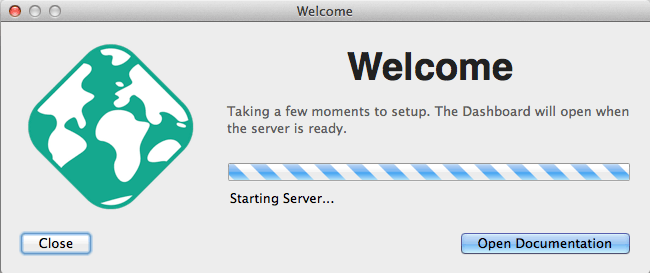 Welcome
Welcome
Taking a few moments to setup. The Dashboard will open when
the server is ready.
Starting Server...
Close
Open Documentation